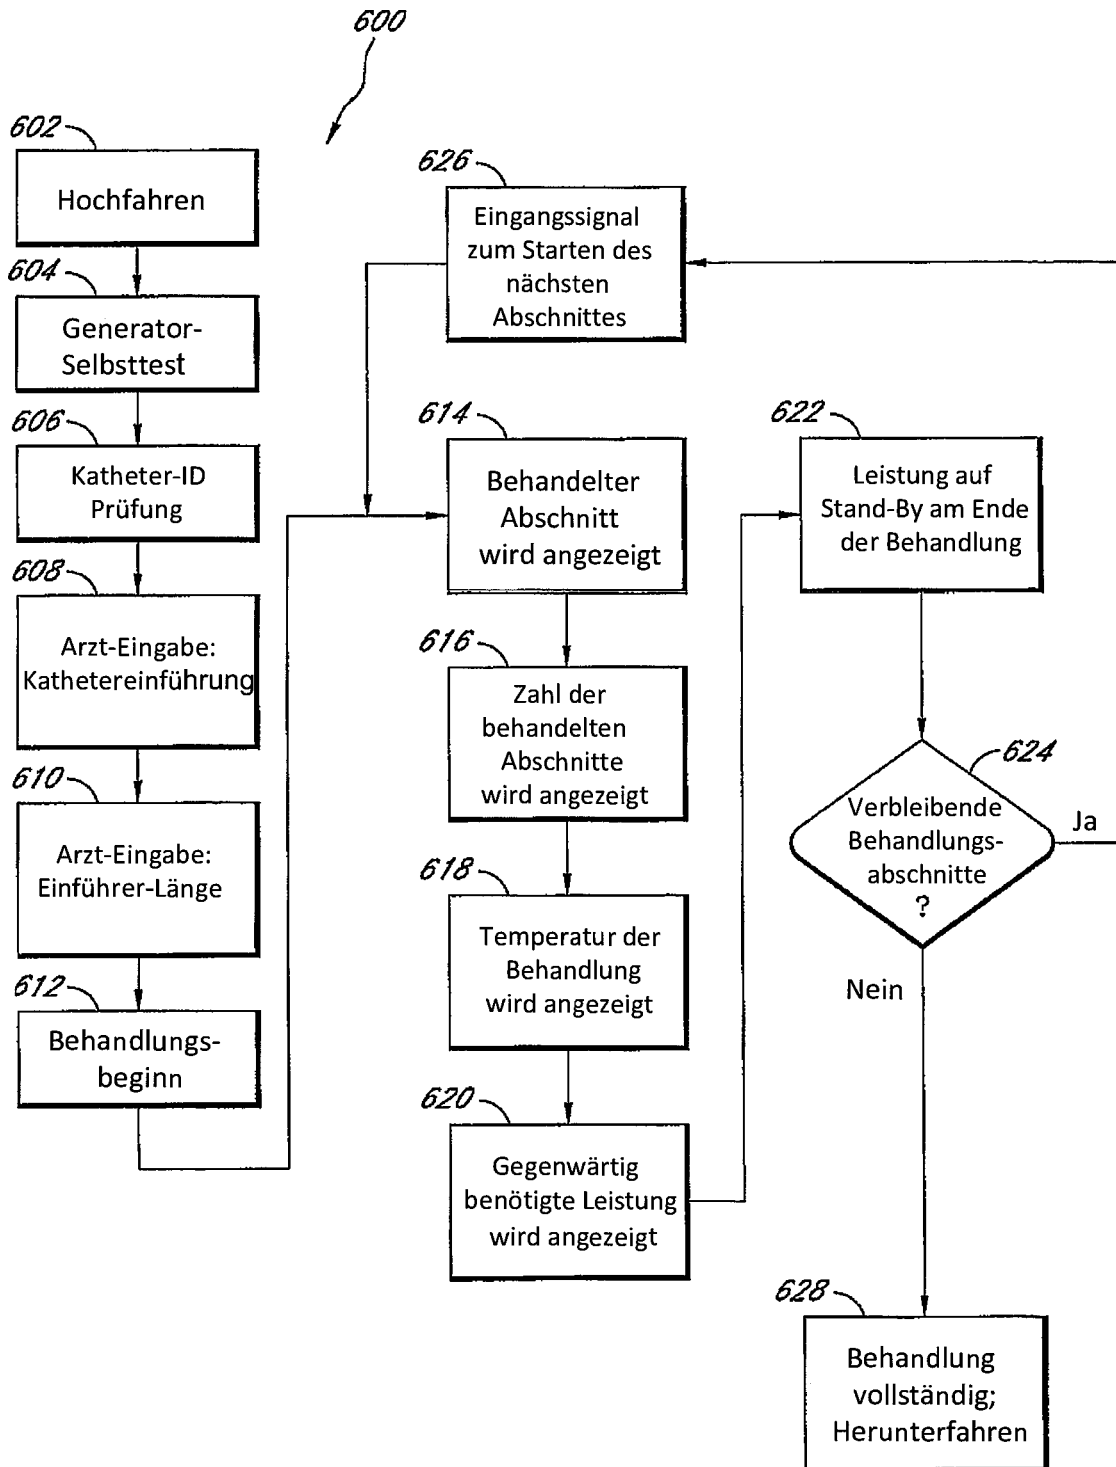 600
602
Hochfahren
604
Generator-
Selbsttest
606
Katheter-ID
Prüfung
608
Arzt-Eingabe:
Kathetereinführung
610
Arzt-Eingabe:
Einführer-Länge
612
Behandlungs-
beginn
626
Eingangssignal
zum Starten des
nächsten
Abschnittes
614
Behandelter
Abschnitt
wird angezeigt
616
Zahl der
behandelten
Abschnitte
wird angezeigt
618
Temperatur der
Behandlung
wird angezeigt
620
Gegenwärtig
benötigte Leistung
wird angezeigt
622
Leistung auf
Stand-By am Ende
der Behandlung
624
Verbleibende
Behandlungs-
abschnitte
?
Ja
Nein
628
Behandlung
vollständig;
Herunterfahren